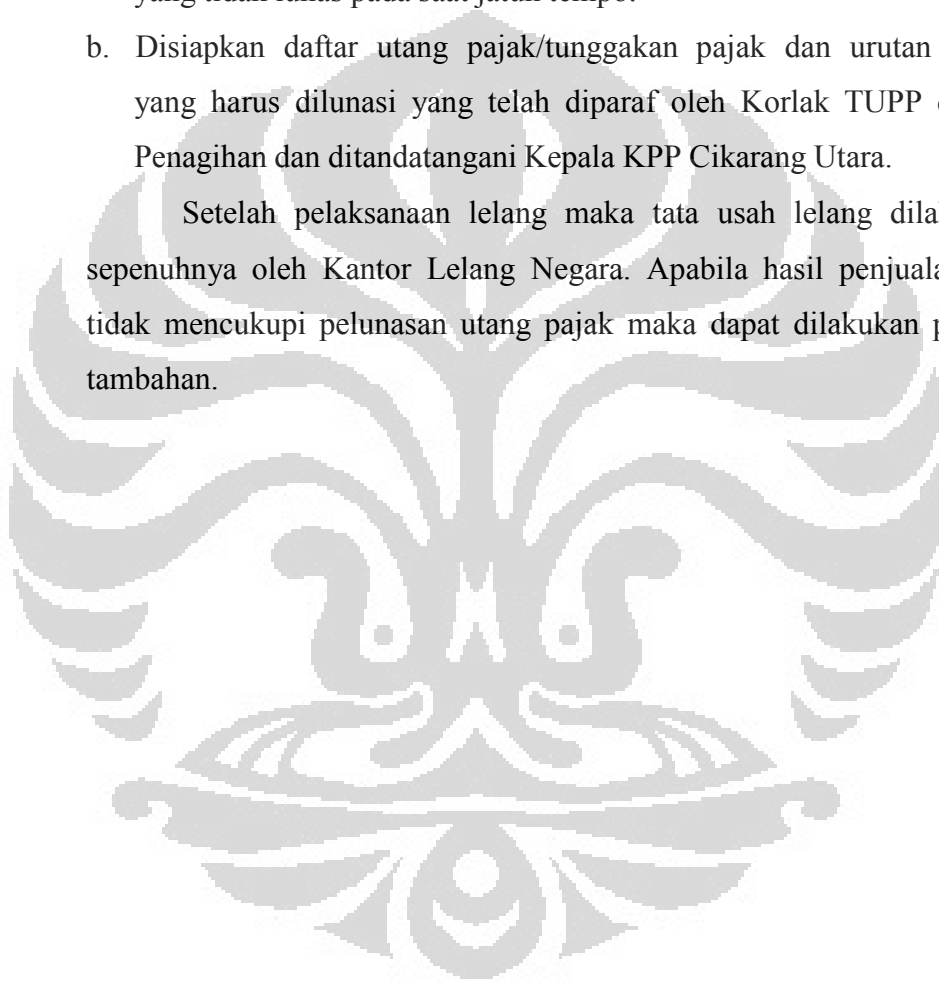 yang tidak lunas pada saat jatuh tempo.
b. Disiapkan daftar utang pajak/tunggakan pajak dan urutan
yang harus dilunasi yang telah diparaf oleh Korlak TUPP
Penagihan dan ditandatangani Kepala KPP Cikarang Utara.
Setelah pelaksanaan lelang maka tata usah lelang
sepenuhnya oleh Kantor Lelang Negara. Apabila hasil
tidak mencukupi pelunasan utang pajak maka dapat dilakukan
tambahan.